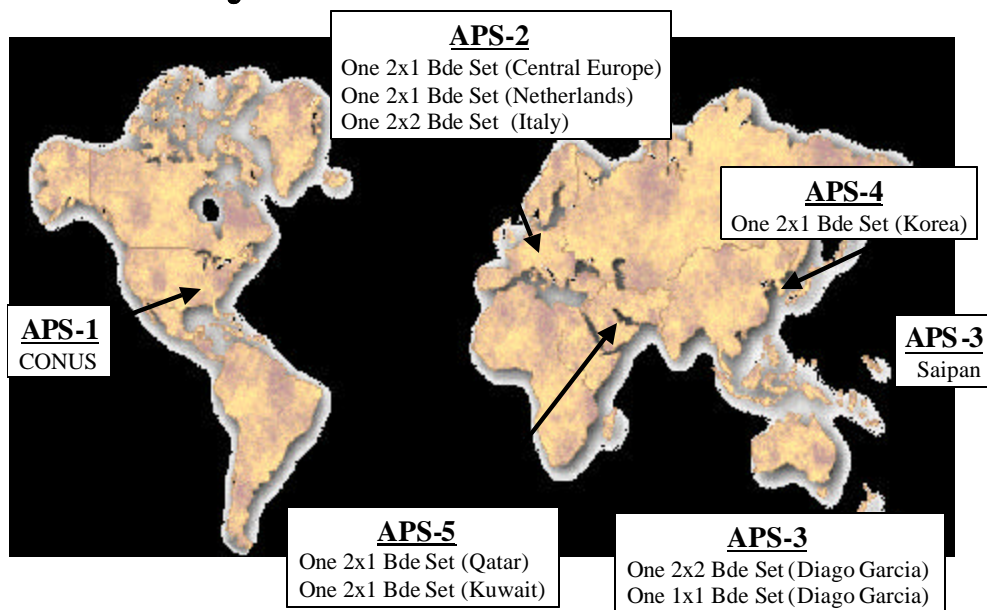 APS-2
One 2x1 Bde Set (Central Europe)
One 2x1 Bde Set (Netherlands)
One 2x2 Bde Set (Italy)
APS-4
One 2x1 Bde Set (Korea)
APS-1
CONUS
APS-3
Saipan
APS-5
One 2x1 Bde Set (Qatar)
One 2x1 Bde Set (Kuwait)
APS-3
One 2x2 Bde Set (Diago Garcia)
One 1x1 Bde Set (Diago Garcia)